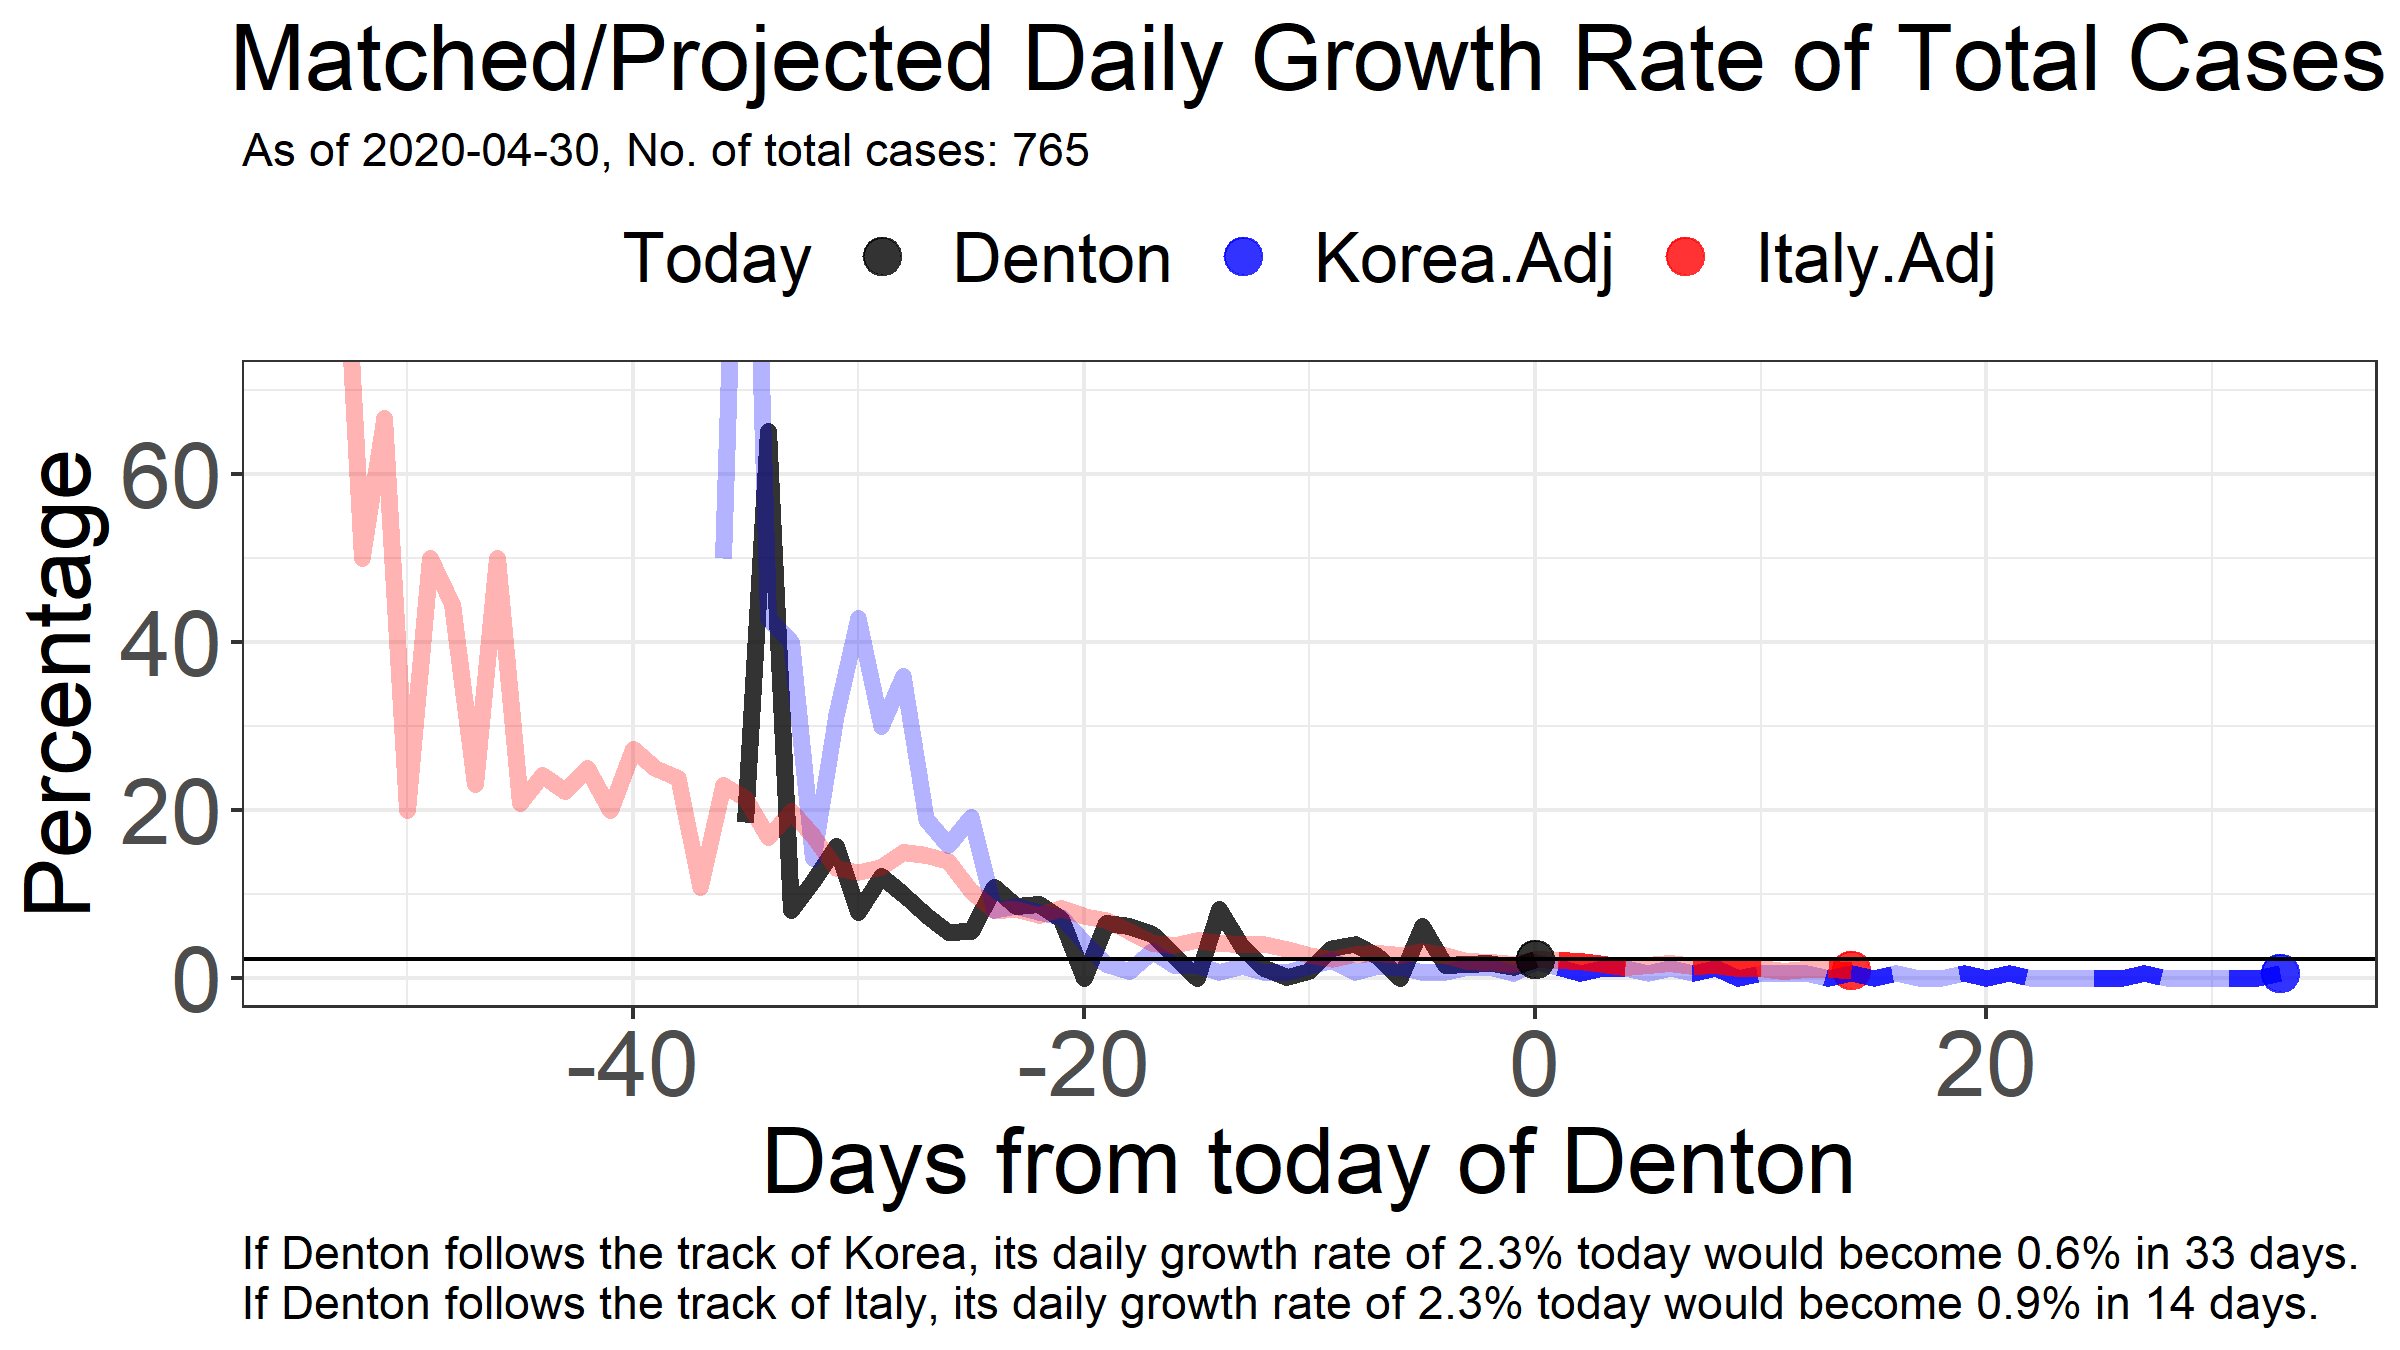 Matched/Projected Daily Growth Rate of Total Cases
As of 2020-04-30, No. of total cases: 765
Today Denton Korea.Adj Italy.Adj
Percentage
60
40
20
0
-40 -20 0 20
Days from today of Denton
If Denton follows the track of Korea, its daily growth rate of 2.3% today would become 0.6% in 33 days.
If Denton follows the track of Italy, its daily growth rate of 2.3% today would become 0.9% in 14 days.